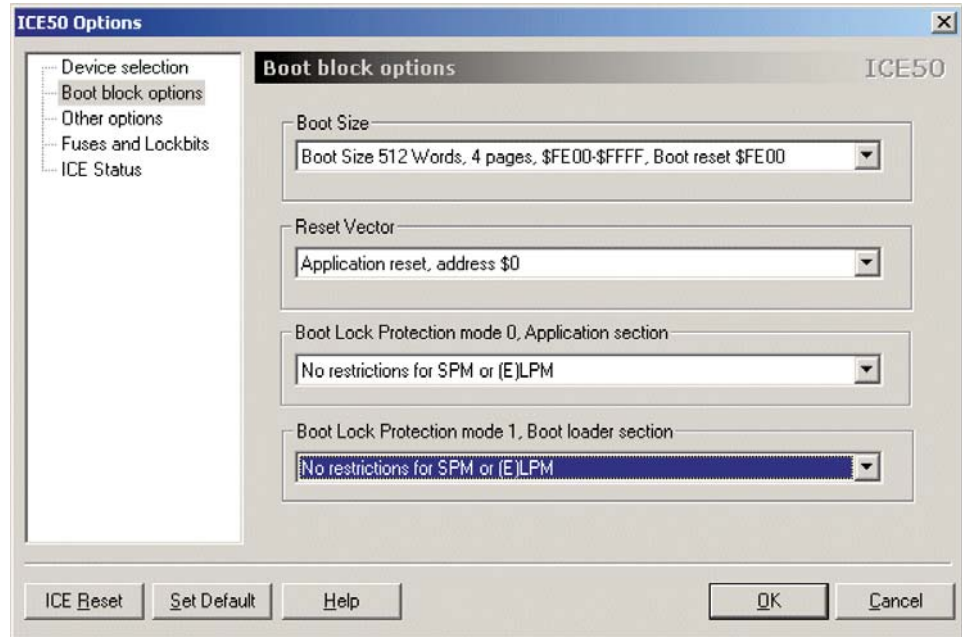 ICE50 Options
Device selection
Boot block options
Other options
Fuses and Lockbits
ICE Status
Boot block options
ICE50
Boot Size
Boot Size 512 Words, 4 pages, $FE00-$FFFF, Boot reset $FE00
Reset Vector
Application reset, address $0
Boot Lock Protection mode 0, Application section
No restrictions for SPM or (E)LPM
Boot Lock Protection mode 1, Boot loader section
No restrictions for SPM or (E)LPM
ICE Reset
Set Default
Help
OK
Cancel